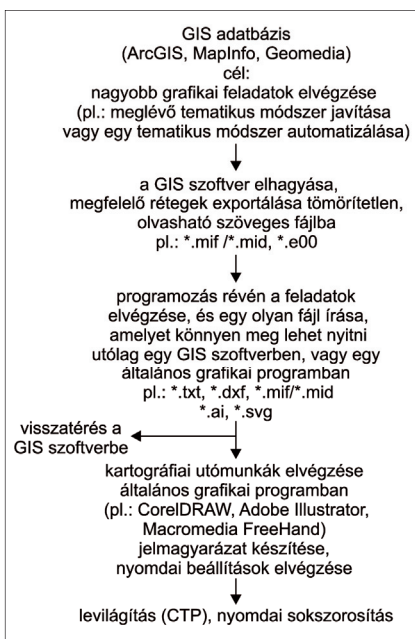 GIS adatbázis
(ArcGIS, MapInfo, Geomedia)
cél:
nagyobb grafikai feladatok elvégzése
(pl.: meglévő tematikus módszer javítása
vagy egy tematikus módszer automatizálása)
a GIS szoftver elhagyása,
megfelelő rétegek exportálása tömörítetlen,
olvasható szöveges fájlba
pl.: *.mif /*.mid, *.e00
programozás révén a feladatok
elvégzése, és egy olyan fájl írása,
amelyet könnyen meg lehet nyitni
utólag egy GIS szoftverben, vagy egy
általános grafikai programban
pl.: *.txt, *.dxf, *.mif/*.mid
*.ai, *.svg
visszatérés a
GIS szoftverbe
kartográfiai utómunkák elvégzése
általános grafikai programban
(pl.: CorelDRAW, Adobe Illustrator,
Macromedia FreeHand)
jelmagyarázat készítése,
nyomdai beállítások elvégzése
levilágítás (CTP), nyomdai sokszorosítás